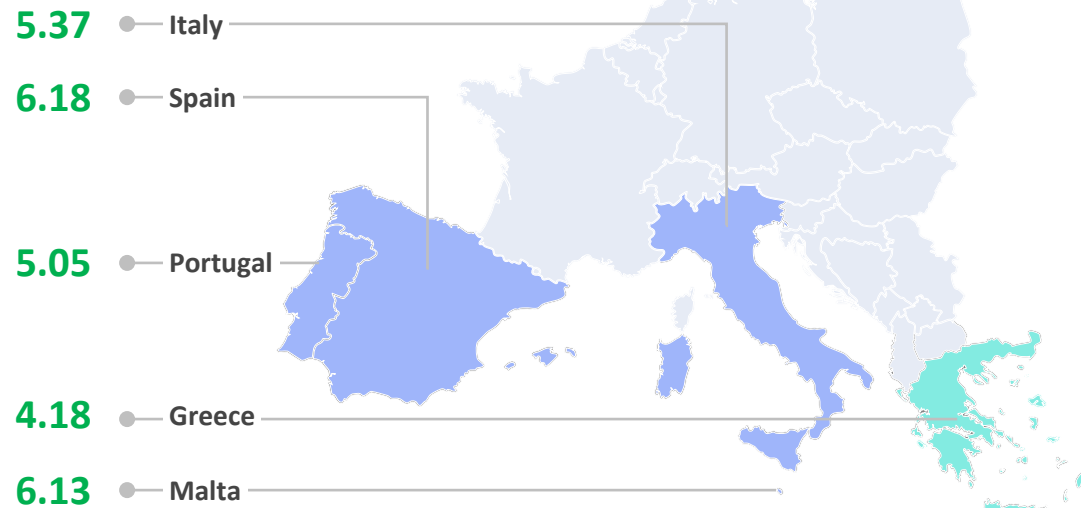 5.37 Italy
6.18 Spain
5.05 Portugal
4.18 Greece
6.13 Malta